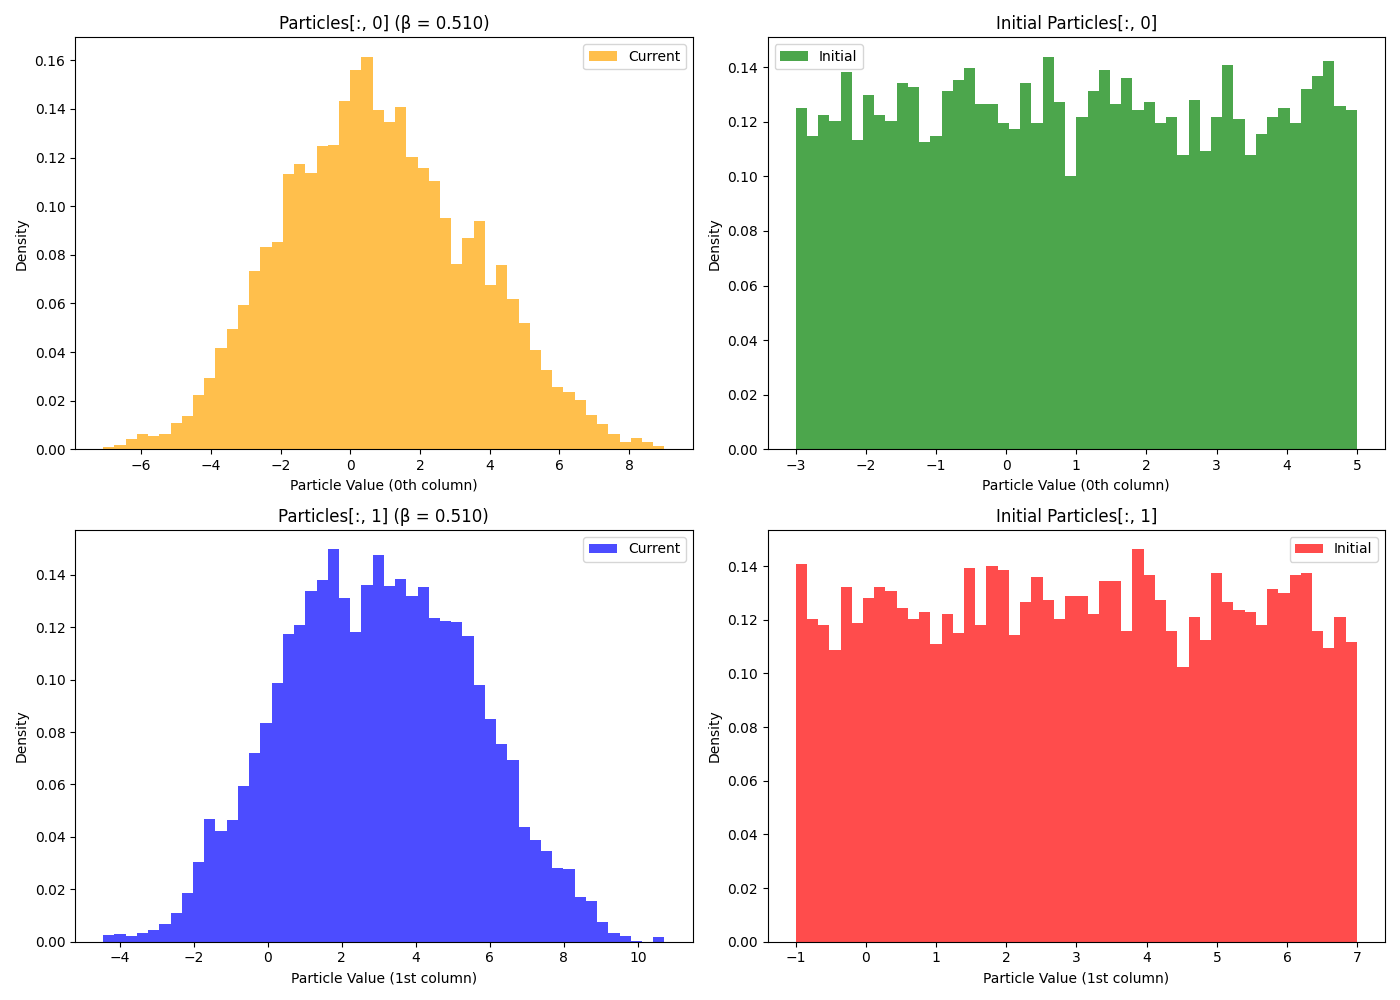 Particles[:, 0] (β = 0.510)
Current
Density
0.16
0.14
0.12
0.10
0.08
0.06
0.04
0.02
0.00
−6 −4 −2 0 2 4 6 8
Particle Value (0th column)
Initial Particles[:, 0]
Initial
Density
0.14
0.12
0.10
0.08
0.06
0.04
0.02
0.00
−3 −2 −1 0 1 2 3 4 5
Particle Value (0th column)
Particles[:, 1] (β = 0.510)
Current
Density
0.14
0.12
0.10
0.08
0.06
0.04
0.02
0.00
−4 −2 0 2 4 6 8 10
Particle Value (1st column)
Initial Particles[:, 1]
Initial
Density
0.14
0.12
0.10
0.08
0.06
0.04
0.02
0.00
−1 0 1 2 3 4 5 6 7
Particle Value (1st column)